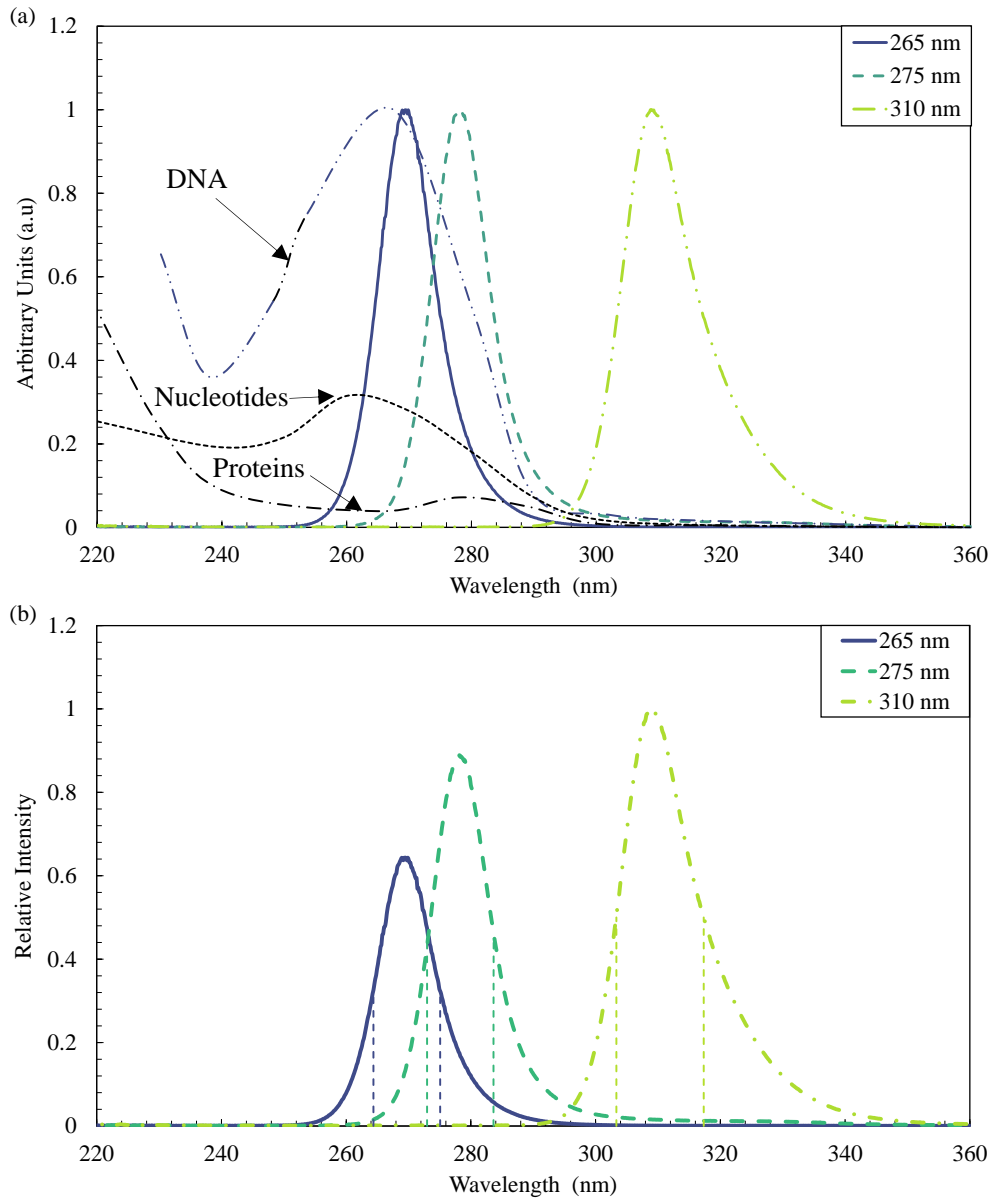 (a)
1.2
1
0.8
0.6
0.4
0.2
0
Arbitrary Units (a.u)
265 nm
275 nm
310 nm
DNA
Nucleotides
Proteins
220 240 260 280 300 320 340 360
Wavelength (nm)
(b)
1.2
1
0.8
0.6
0.4
0.2
0
Relative Intensity
265 nm
275 nm
310 nm
220 240 260 280 300 320 340 360
Wavelength (nm)